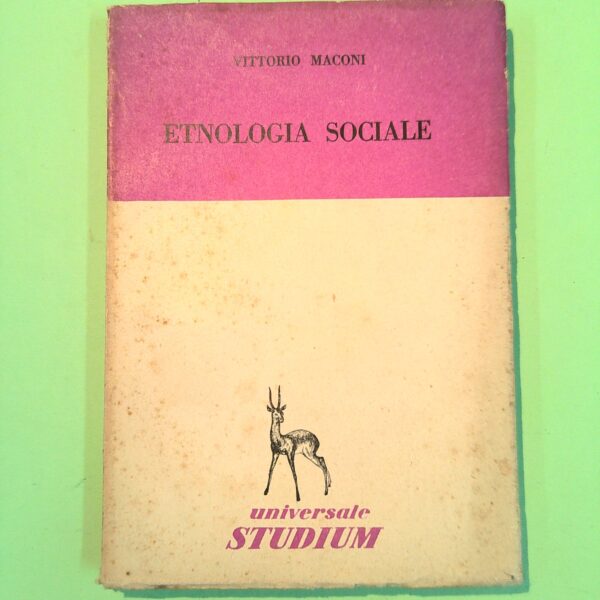 VITTORIO MACONI
ETNOLOGIA SOCIALE
universale
STUDIUM